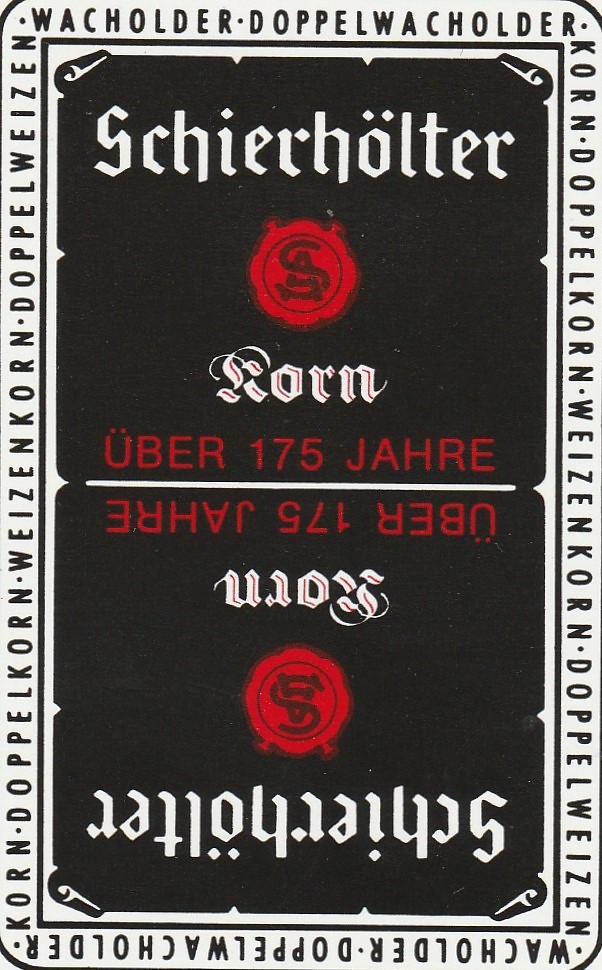 ·WACHOLDER·DOPPELWACHOLDER·
KORN·DOPPELKORN·WEIZENKORN·DOPPELWEIZEN
Schierhölter
Korn
ÜBER 175 JAHRE
ÜBER 175 JAHRE
Korn
Schierhölter
KORN·DOPPELKORN·WEIZENKORN·DOPPELWEIZEN
·WACHOLDER·DOPPELWACHOLDER·